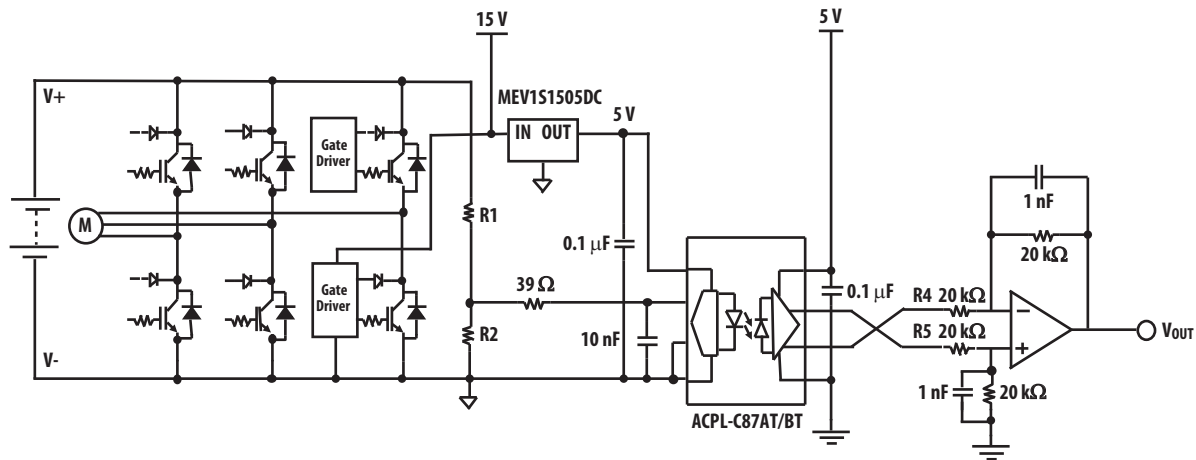 15 V
5 V
V+
MEV1S1505DC
5 V
IN OUT
Gate
Driver
1 nF
M
R1
20 kΩ
0.1 μF
Gate
Driver
39 Ω
0.1 μF
R4 20 kΩ
R2
10 nF
R5 20 kΩ
VOUT
V-
1 nF
20 kΩ
ACPL-C87AT/BT